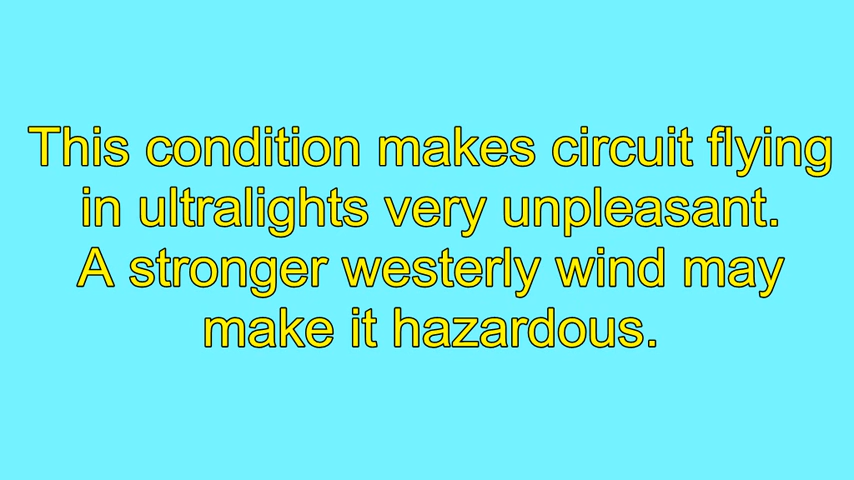 This condition makes circuit flying
in ultralights very unpleasant.
A stronger westerly wind may
make it hazardous.